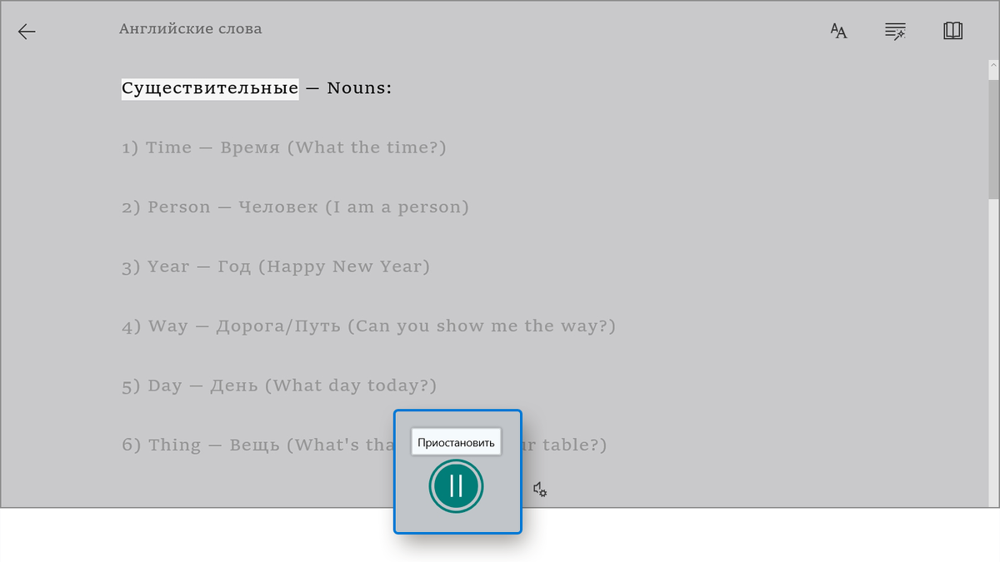 Английские слова
Существительные — Nouns:
1) Time — Время (What the time?)
2) Person — Человек (I am a person)
3) Year — Год (Happy New Year)
4) Way — Дорога/Путь (Can you show me the way?)
5) Day — День (What day today?)
6) Thing — Вещь (What's tha r table?)
Приостановить